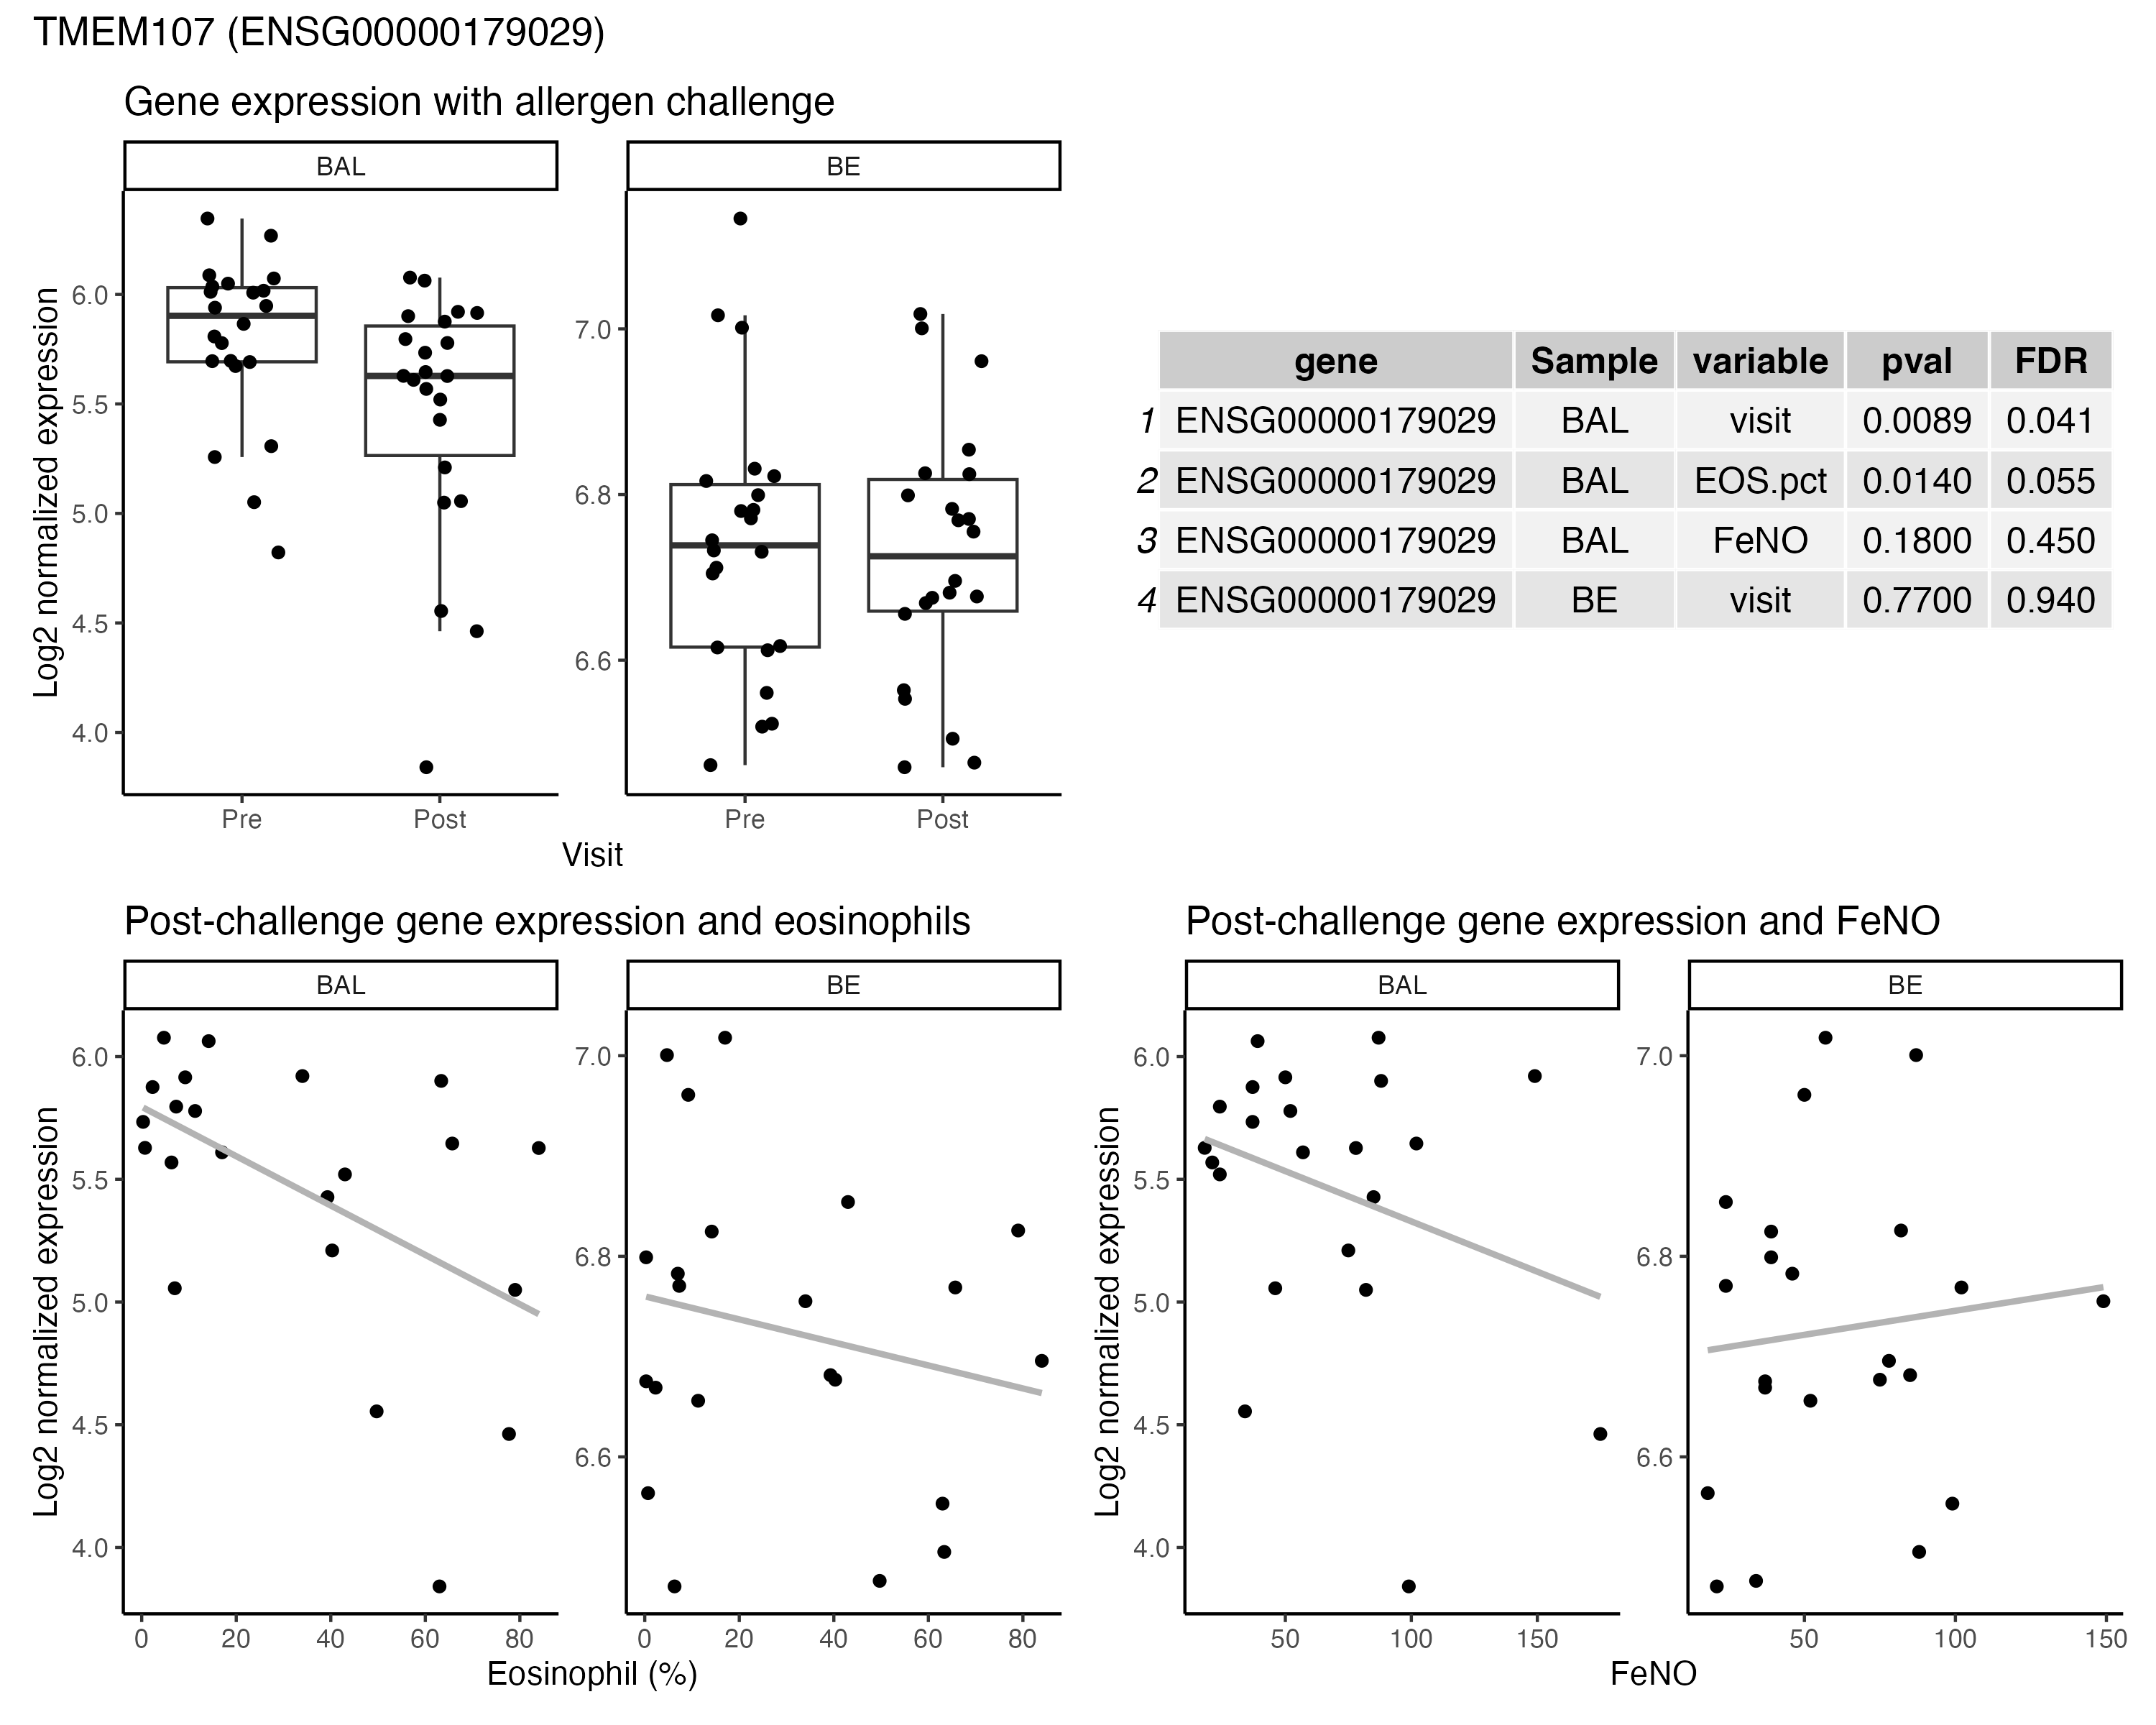 TMEM107 (ENSG00000179029)
Gene expression with allergen challenge
BAL BE
Log2 normalized expression
6.0
5.5
5.0
4.5
4.0
7.0
6.8
6.6
Pre Post Pre Post
Visit
gene Sample variable pval FDR
1 ENSG00000179029 BAL visit 0.0089 0.041
2 ENSG00000179029 BAL EOS.pct 0.0140 0.055
3 ENSG00000179029 BAL FeNO 0.1800 0.450
4 ENSG00000179029 BE visit 0.7700 0.940
Post-challenge gene expression and eosinophils
BAL BE
Log2 normalized expression
6.0
5.5
5.0
4.5
4.0
7.0
6.8
6.6
0 20 40 60 80 0 20 40 60 80
Eosinophil (%)
Post-challenge gene expression and FeNO
BAL BE
Log2 normalized expression
6.0
5.5
5.0
4.5
4.0
7.0
6.8
6.6
50 100 150 50 100 150
FeNO